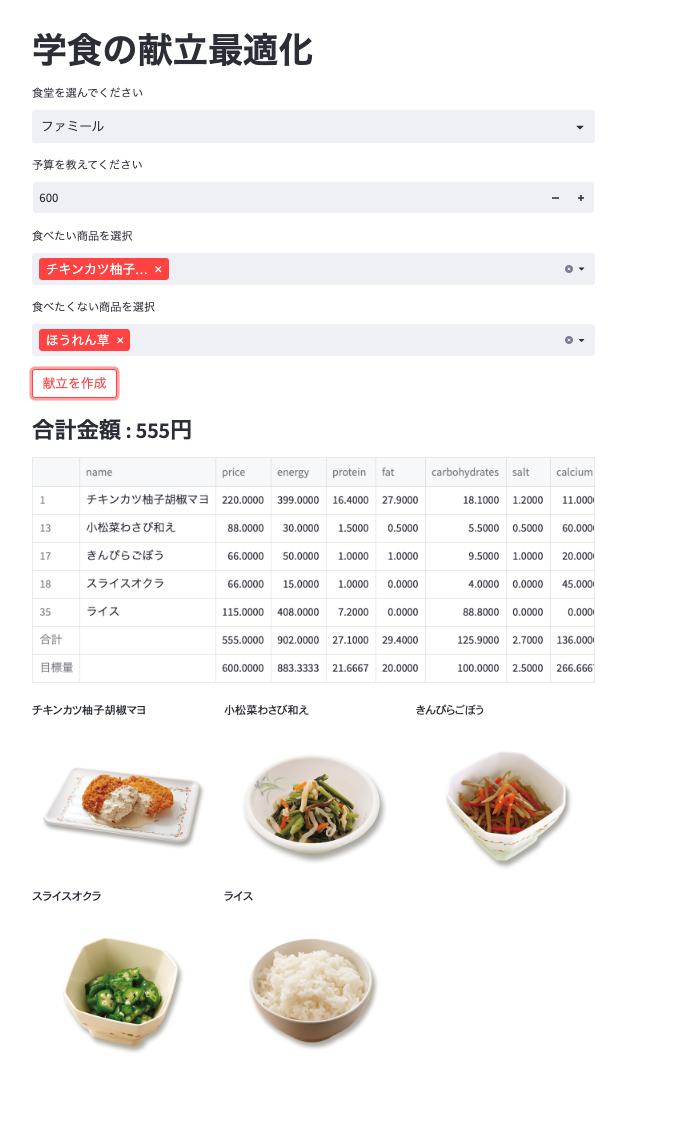 学食の献立最適化
食堂を選んでください
ファミール
予算を教えてください
600 − +
食べたい商品を選択
チキンカツ柚子... ×
食べたくない商品を選択
ほうれん草 ×
献立を作成
合計金額 : 555円
name price energy protein fat carbohydrates salt calcium
1 チキンカツ柚子胡椒マヨ 220.0000 399.0000 16.4000 27.9000 18.1000 1.2000 11.000
13 小松菜わさび和え 88.0000 30.0000 1.5000 0.5000 5.5000 0.5000 60.000
17 きんぴらごぼう 66.0000 50.0000 1.0000 1.0000 9.5000 1.0000 20.000
18 スライスオクラ 66.0000 15.0000 1.0000 0.0000 4.0000 0.0000 45.000
35 ライス 115.0000 408.0000 7.2000 0.0000 88.8000 0.0000 0.000
合計 555.0000 902.0000 27.1000 29.4000 125.9000 2.7000 136.000
目標量 600.0000 883.3333 21.6667 20.0000 100.0000 2.5000 266.666
チキンカツ柚子胡椒マヨ 小松菜わさび和え きんぴらごぼう
スライスオクラ ライス